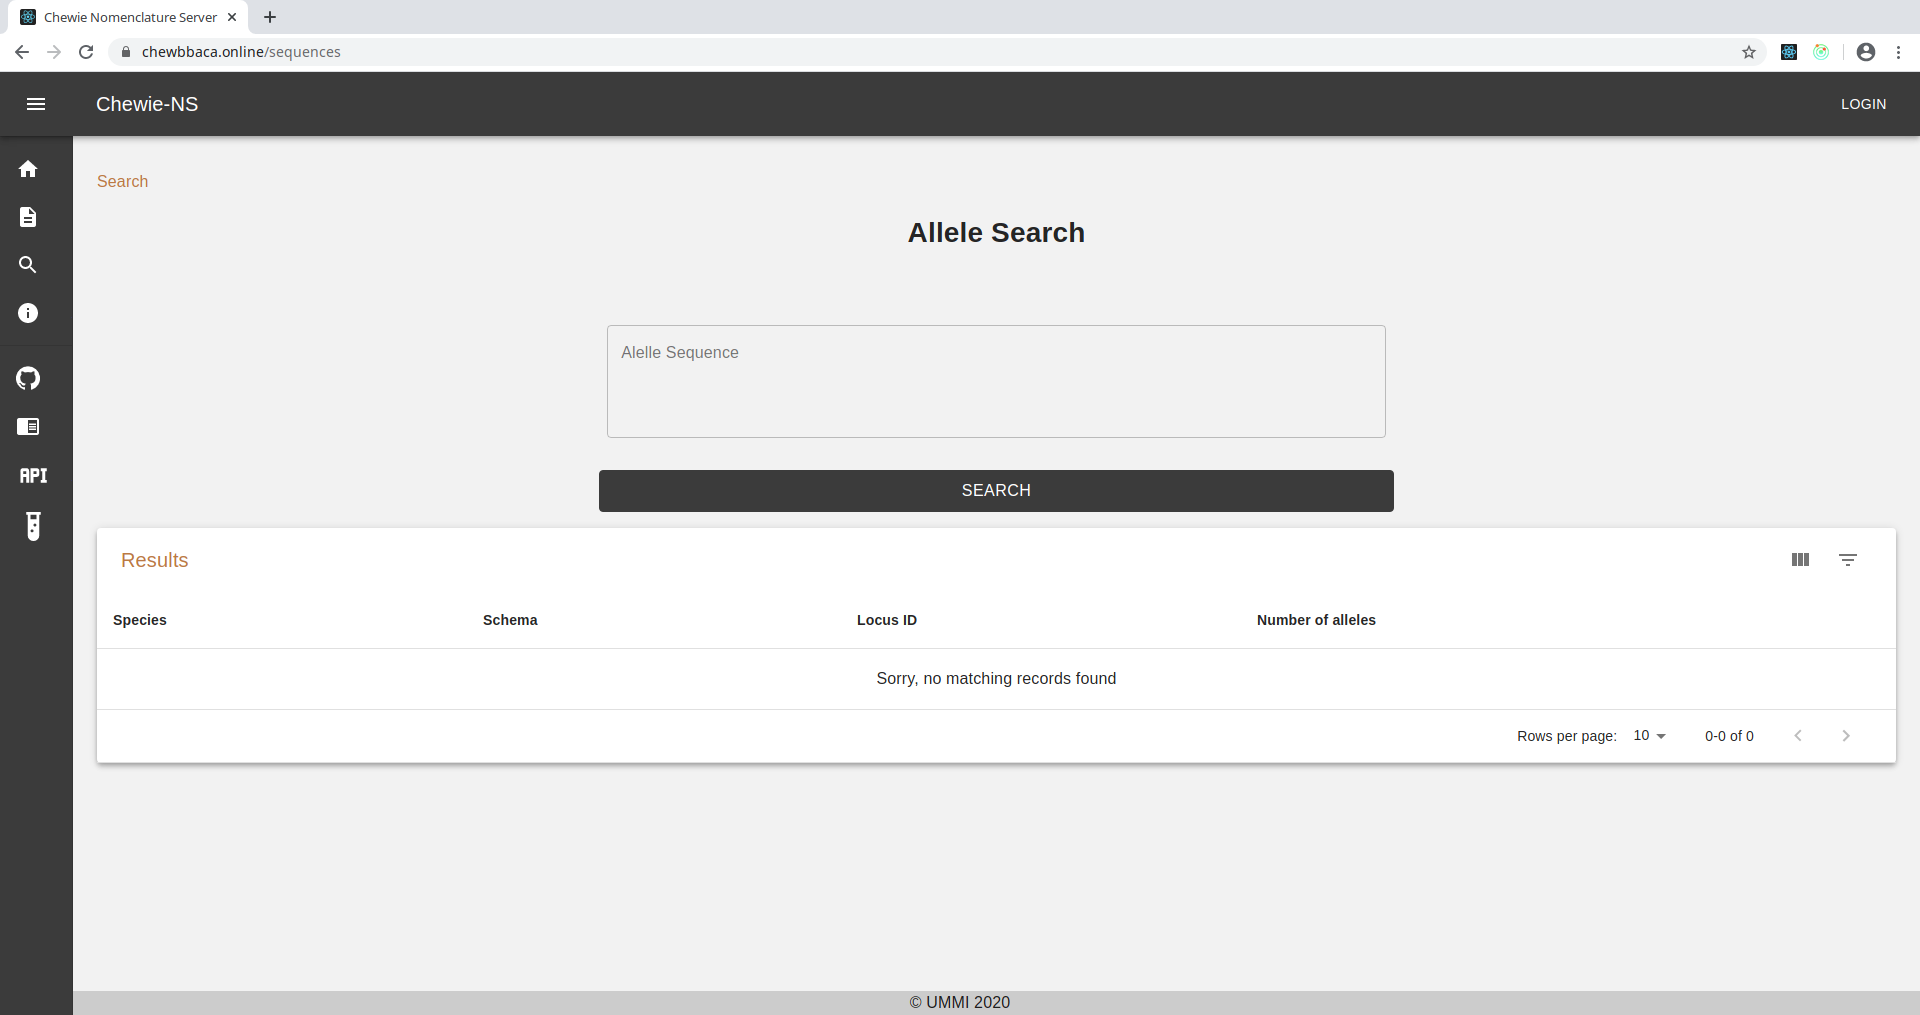 Chewie Nomenclature Server
chewbbaca.online/sequences
Chewie-NS
LOGIN
Search
Allele Search
Alelle Sequence
SEARCH
API
Results
Species Schema Locus ID Number of alleles
Sorry, no matching records found
Rows per page: 10 0-0 of 0
© UMMI 2020